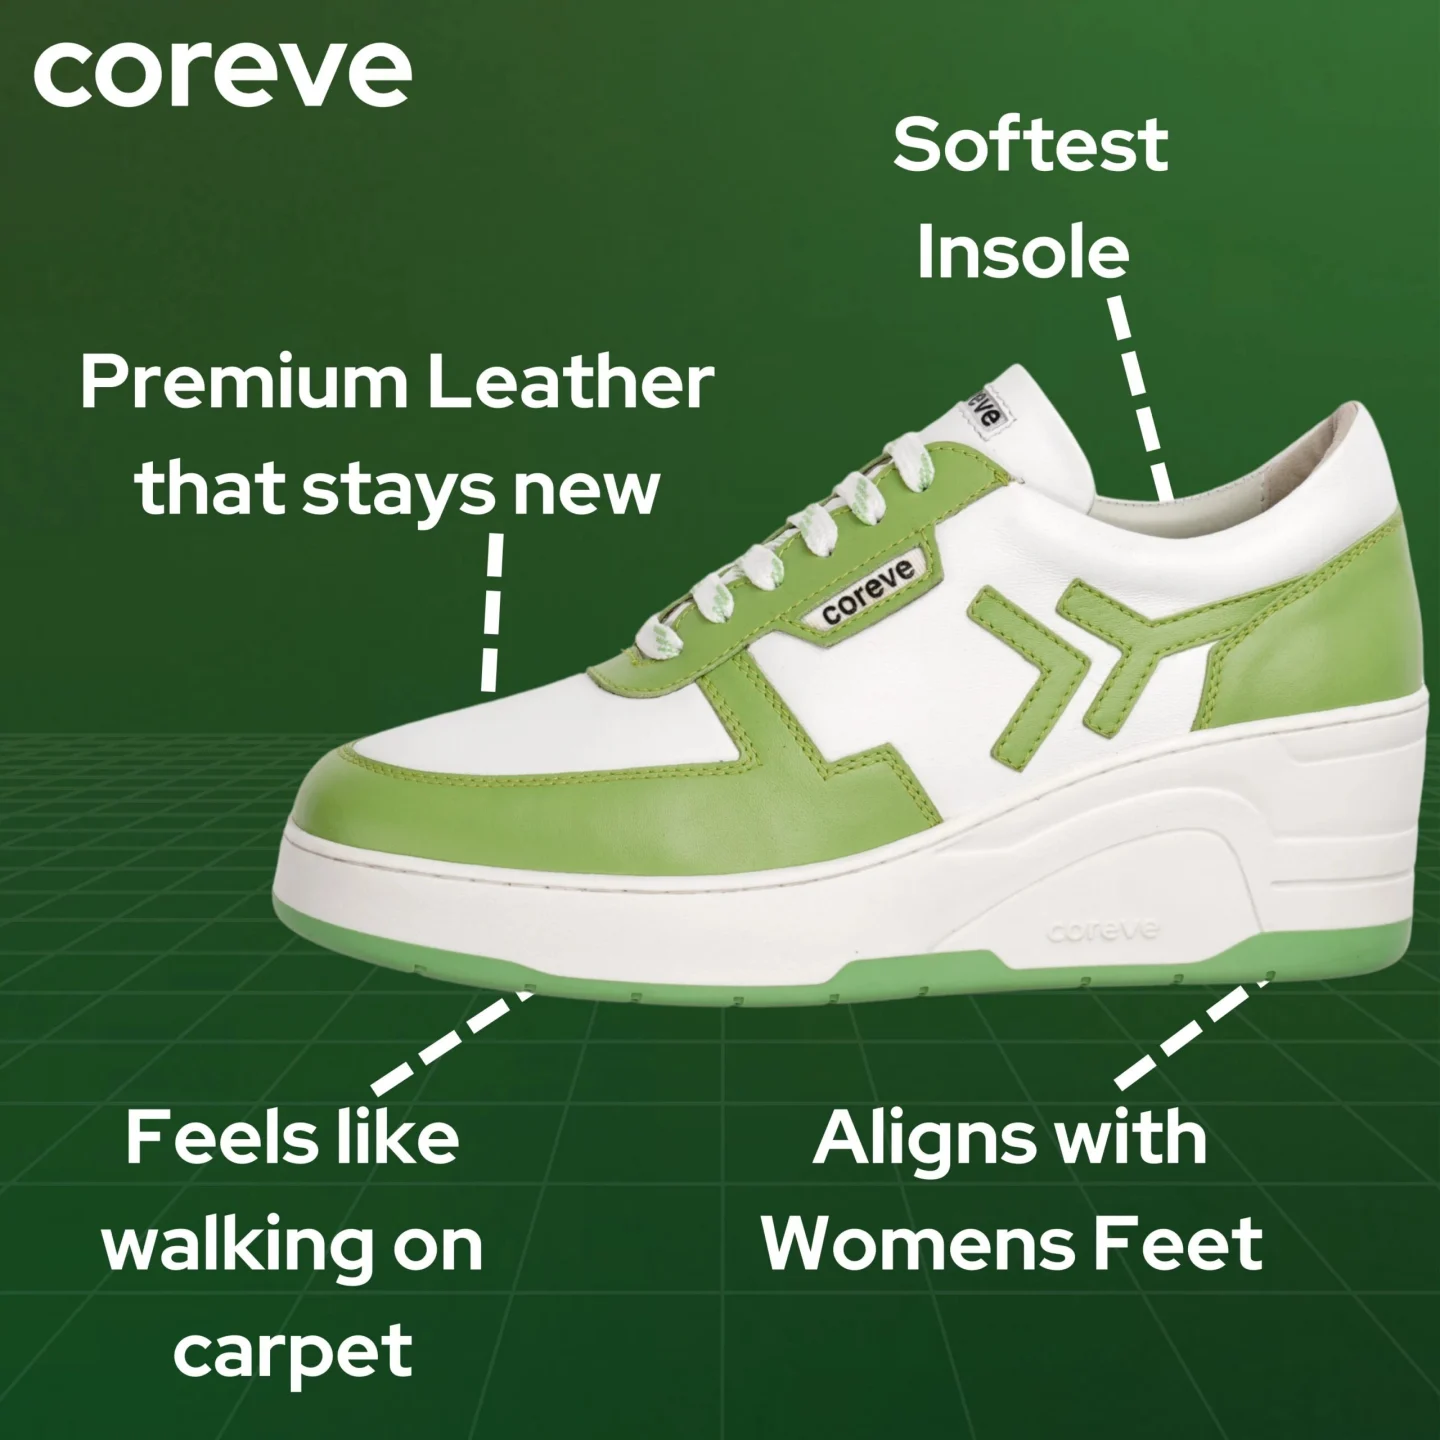 coreve
Softest
Insole
Premium Leather
that stays new
eve
coreve
coreve
Feels like
walking on
carpet
Aligns with
Womens Feet